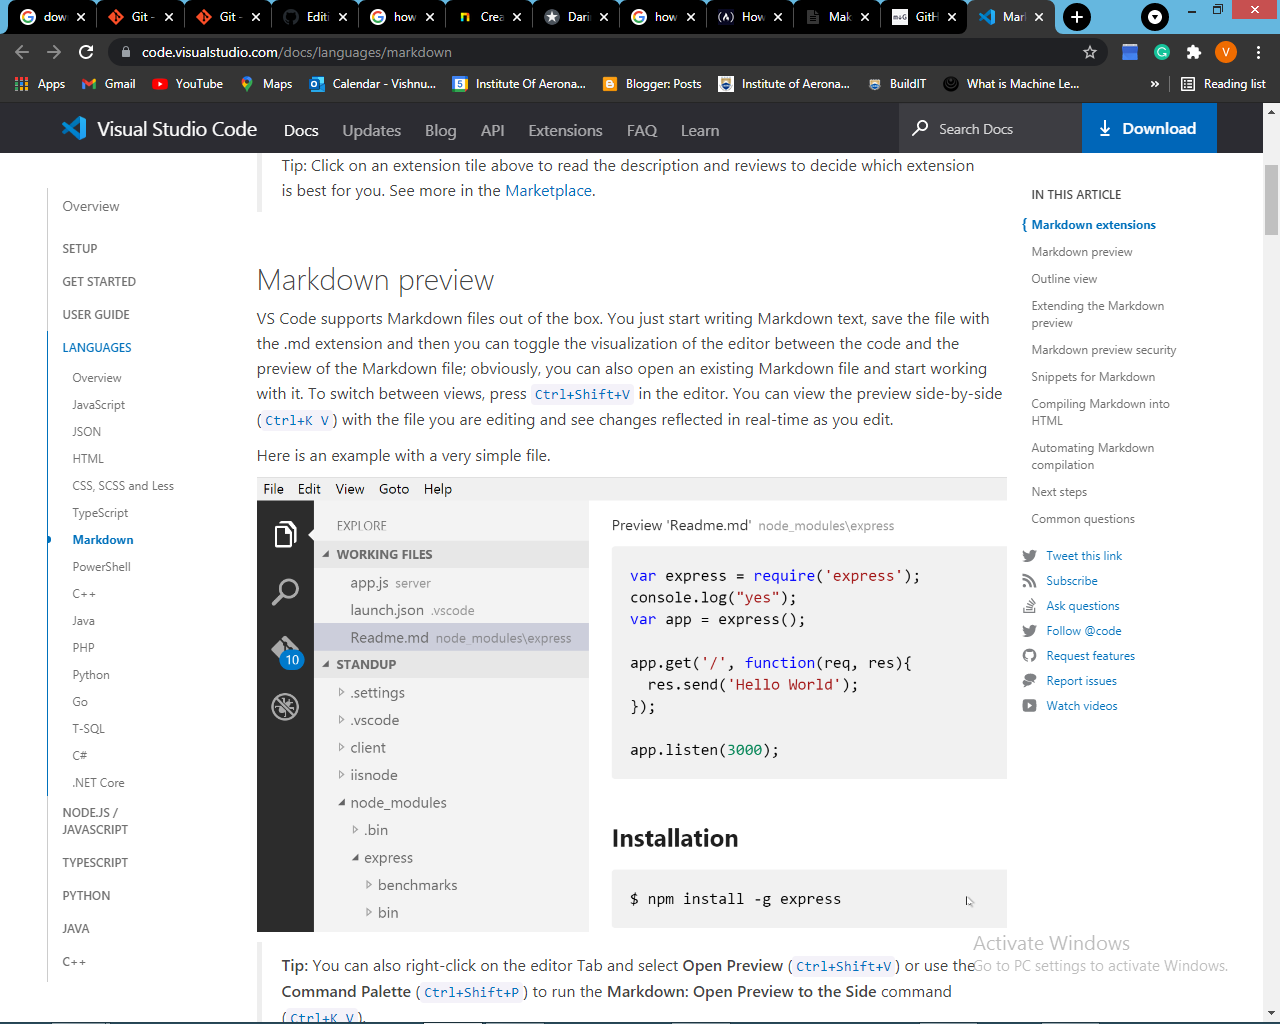 dow
Git -
Git -
Editi
how
Crea
Dari
how
How
Mak
GitH
Mark
code.visualstudio.com/docs/languages/markdown
V
Apps
Gmail
YouTube
Maps
Calendar - Vishnu...
Institute Of Aerona...
Blogger: Posts
Institute of Aerona...
BuildIT
What is Machine Le...
»
Reading list
Visual Studio Code
Docs
Updates
Blog
API
Extensions
FAQ
Learn
Search Docs
Download
Overview
SETUP
GET STARTED
USER GUIDE
LANGUAGES
Overview
JavaScript
JSON
HTML
CSS, SCSS and Less
TypeScript
Markdown
PowerShell
C++
Java
PHP
Python
Go
T-SQL
C#
.NET Core
NODE.JS /
JAVASCRIPT
TYPESCRIPT
PYTHON
JAVA
C++
Tip: Click on an extension tile above to read the description and reviews to decide which extension
is best for you. See more in the Marketplace.
Markdown preview
VS Code supports Markdown files out of the box. You just start writing Markdown text, save the file with
the .md extension and then you can toggle the visualization of the editor between the code and the
preview of the Markdown file; obviously, you can also open an existing Markdown file and start working
with it. To switch between views, press Ctrl+Shift+V in the editor. You can view the preview side-by-side
(Ctrl+K V) with the file you are editing and see changes reflected in real-time as you edit.
Here is an example with a very simple file.
File Edit View Goto Help
EXPLORE
WORKING FILES
app.js server
launch.json .vscode
Readme.md node_modules\express
10
STANDUP
.settings
.vscode
client
iisnode
node_modules
.bin
express
benchmarks
bin
Preview 'Readme.md' node_modules\express
var express = require('express');
console.log("yes");
var app = express();
app.get('/', function(req, res){
res.send('Hello World');
});
app.listen(3000);
Installation
$ npm install -g express
Tip: You can also right-click on the editor Tab and select Open Preview (Ctrl+Shift+V) or use the
Command Palette (Ctrl+Shift+P) to run the Markdown: Open Preview to the Side command
(Ctrl+K V).
IN THIS ARTICLE
Markdown extensions
Markdown preview
Outline view
Extending the Markdown
preview
Markdown preview security
Snippets for Markdown
Compiling Markdown into
HTML
Automating Markdown
compilation
Next steps
Common questions
Tweet this link
Subscribe
Ask questions
Follow @code
Request features
Report issues
Watch videos
Activate Windows
Go to PC settings to activate Windows.